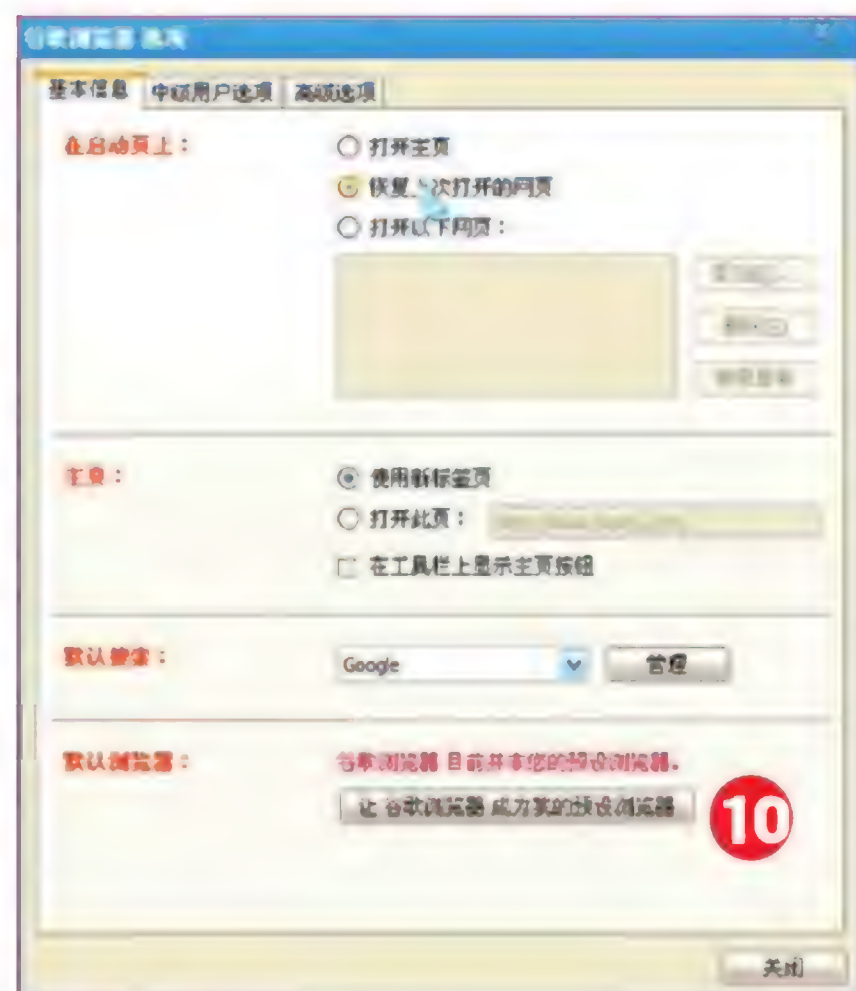 谷歌浏览器 选项
基本信息 中级用户选项 高级选项
在启动页上：
打开主页
恢复上次打开的网页
打开以下网页：
主页：
使用新标签页
打开此页：
在工具栏上显示主页按钮
默认搜索：
Google
管理
默认浏览器：
谷歌浏览器 目前并非您的预设浏览器。
让 谷歌浏览器 成为我的预设浏览器
10
关闭